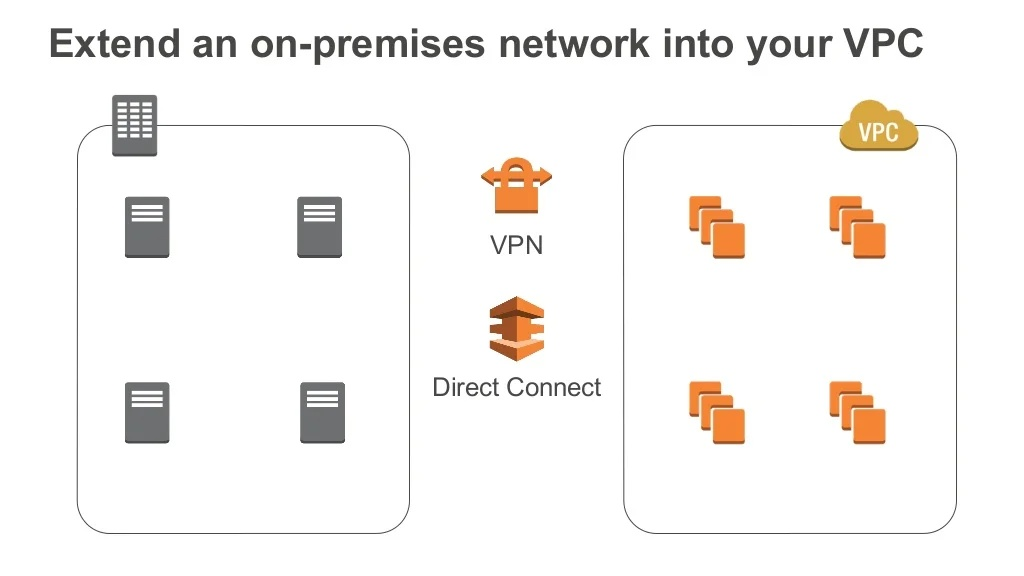 Extend an on-premises network into your VPC
VPC
VPN
Direct Connect